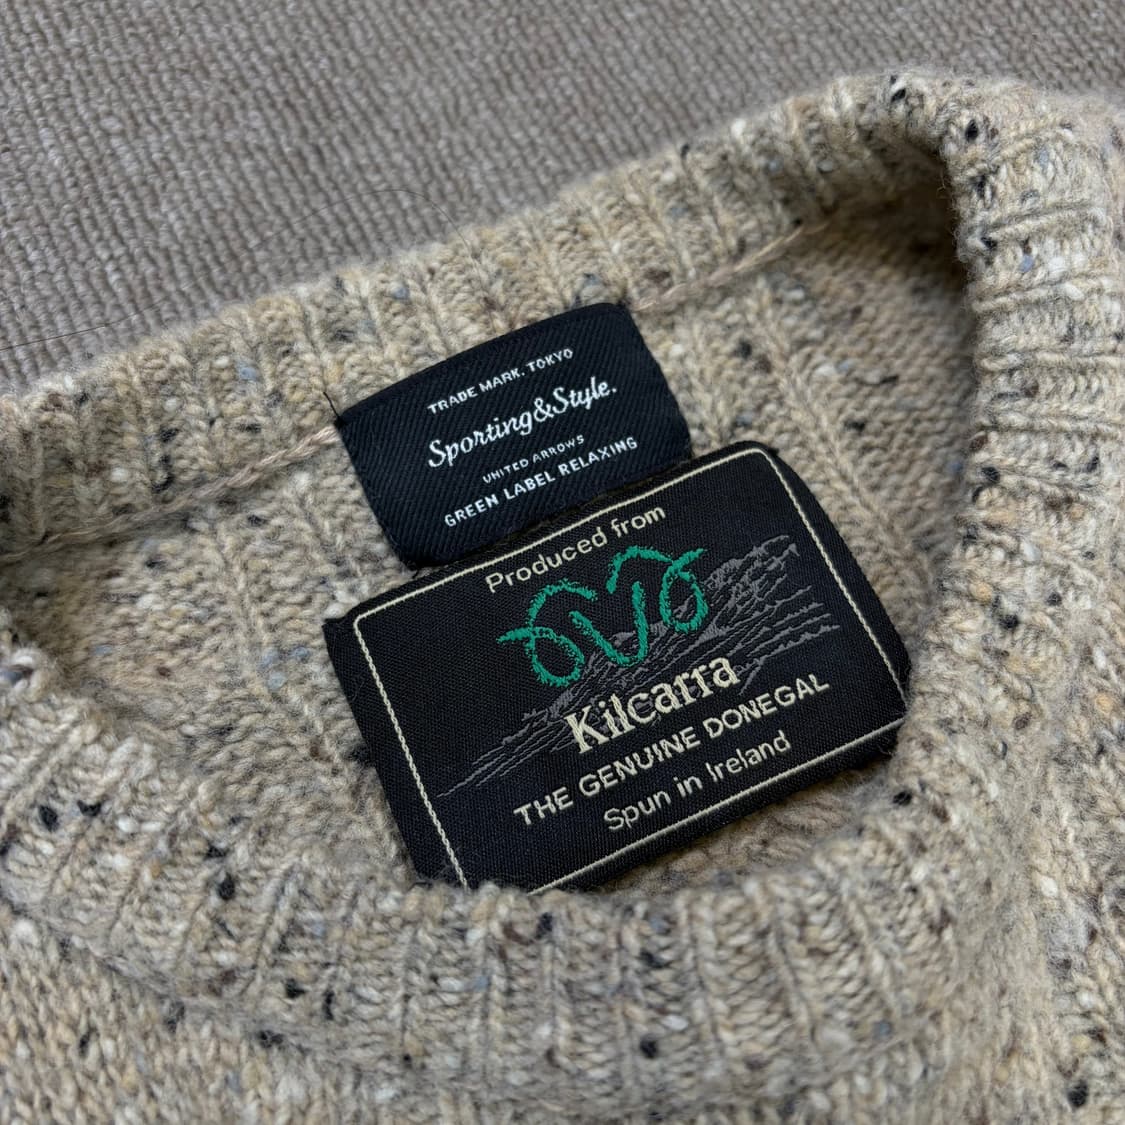 TRADE MARK. TOKYO
Sporting&Style.
UNITED ARROWS
GREEN LABEL RELAXING
Produced from
Kilcarra
THE GENUINE DONEGAL
Spun in Ireland